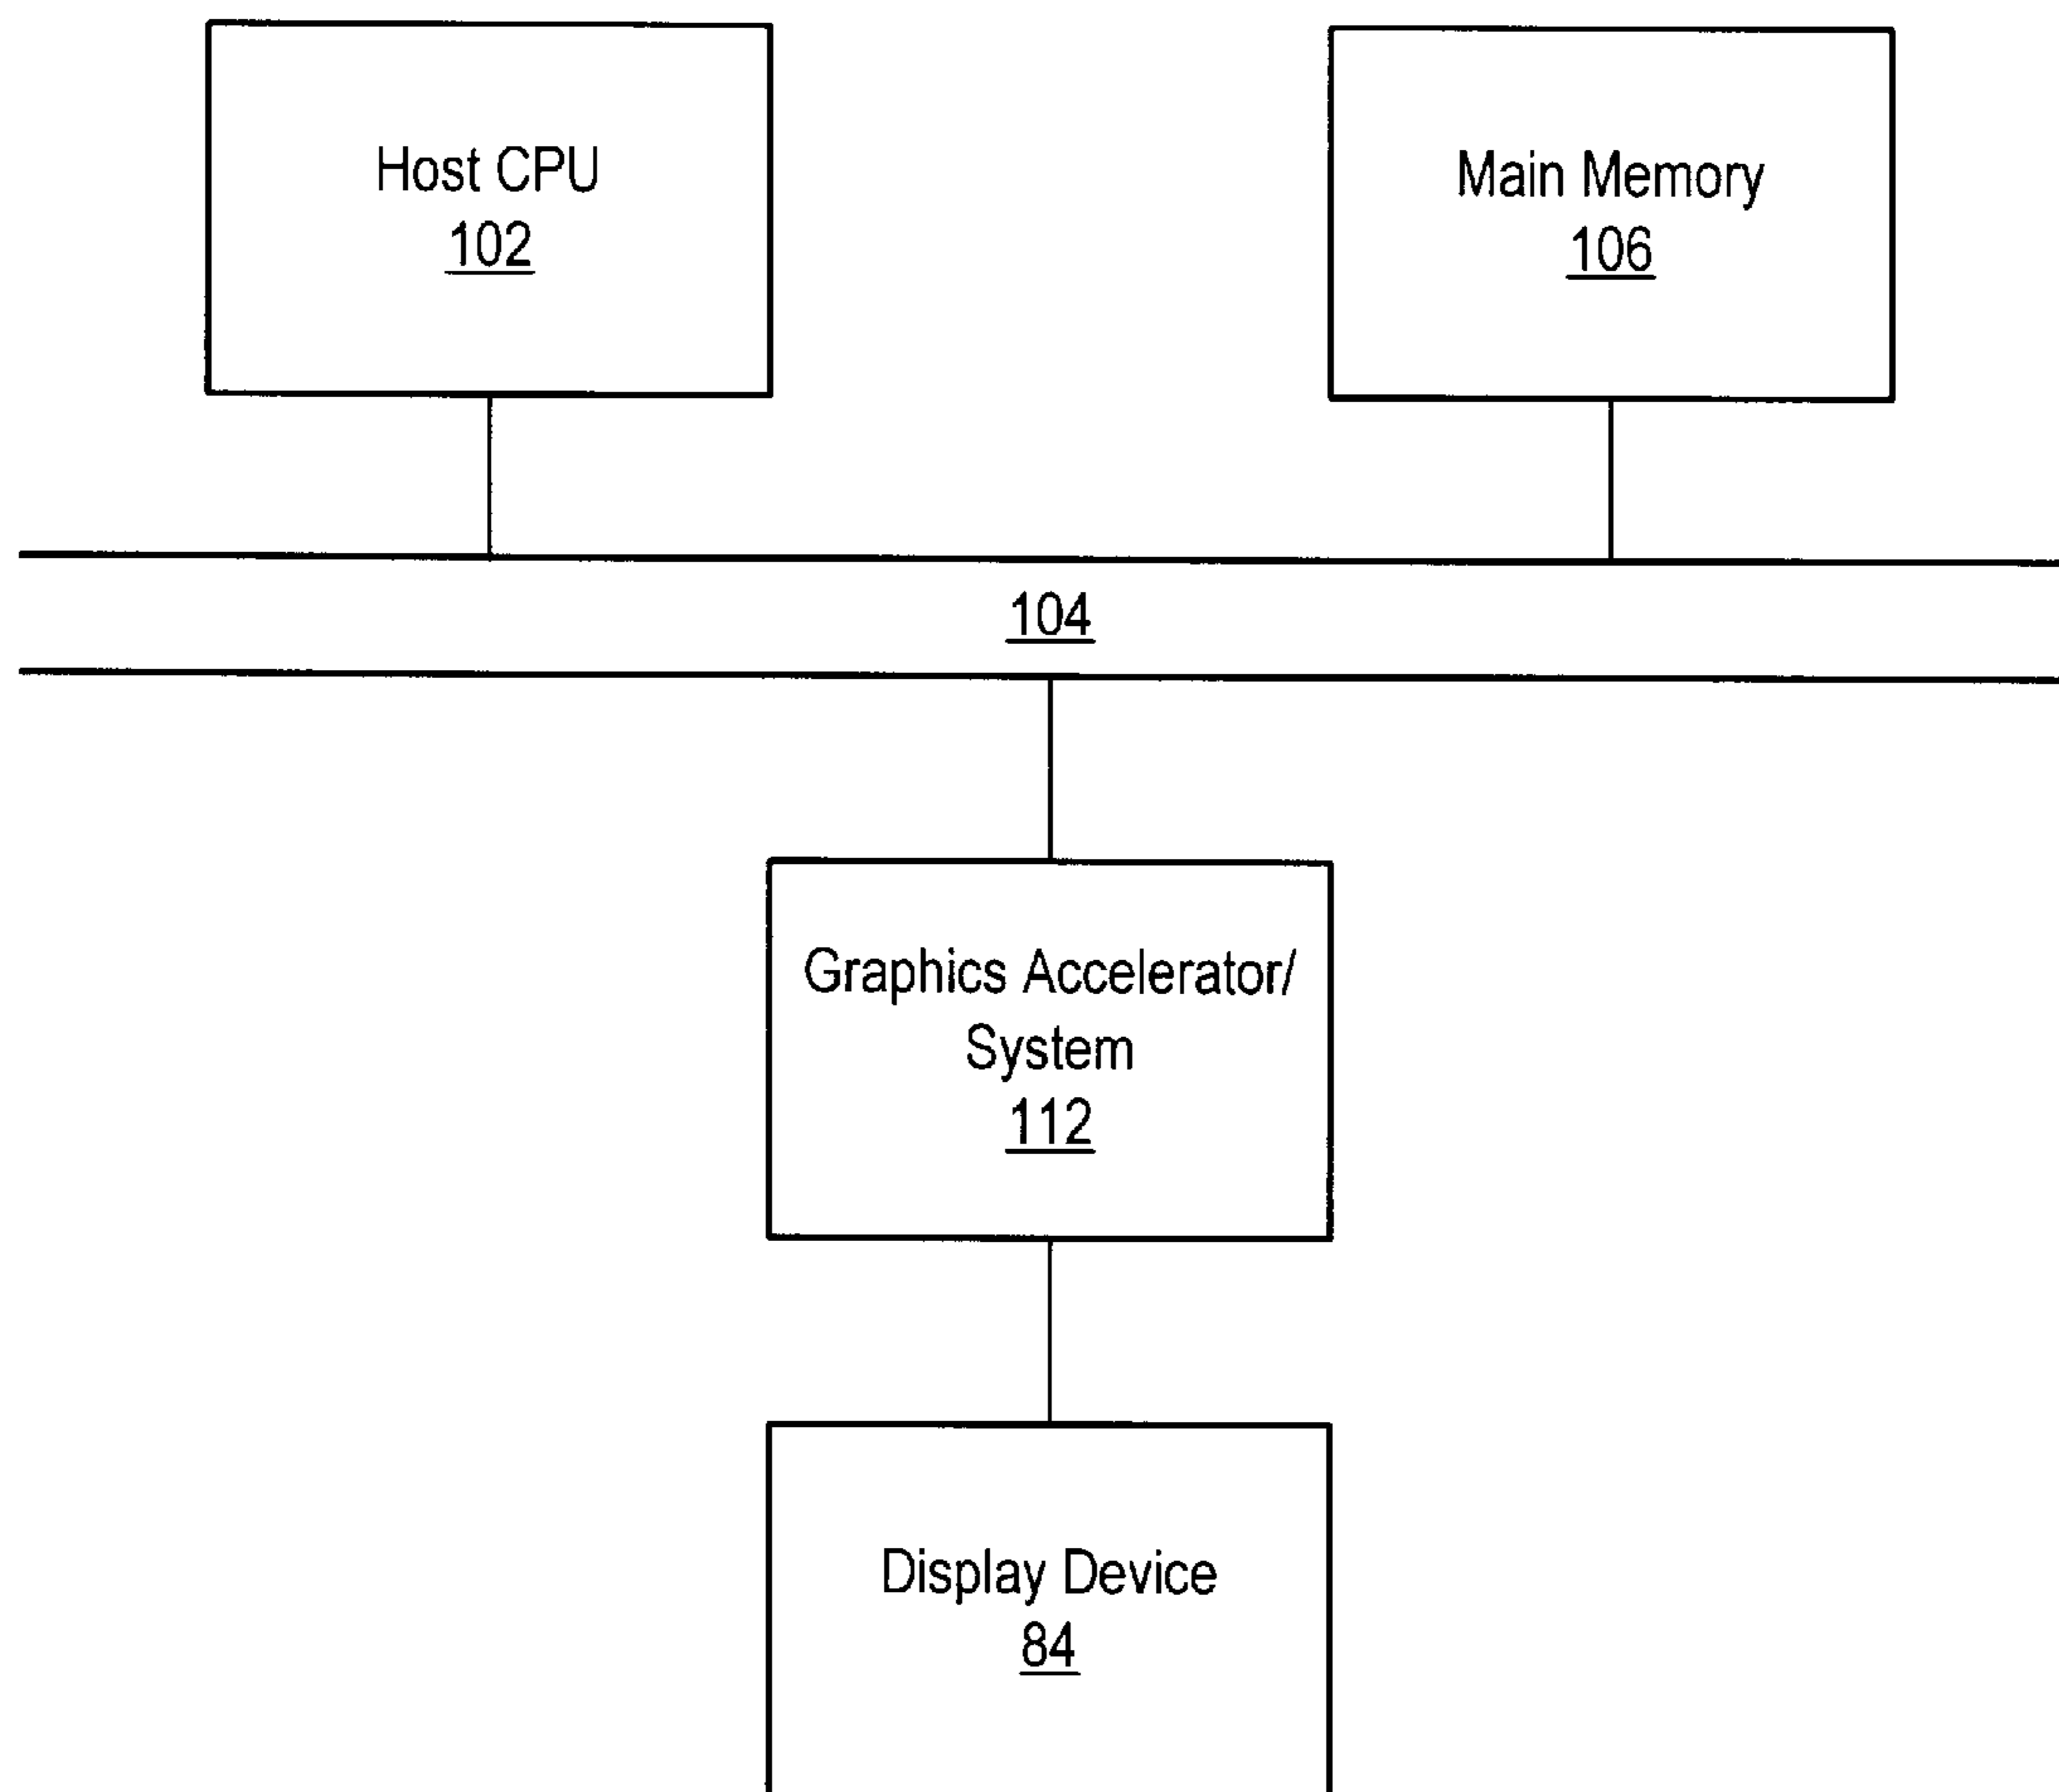 Host CPU
102
Main Memory
106
104
Graphics Accelerator/
System
112
Display Device
84